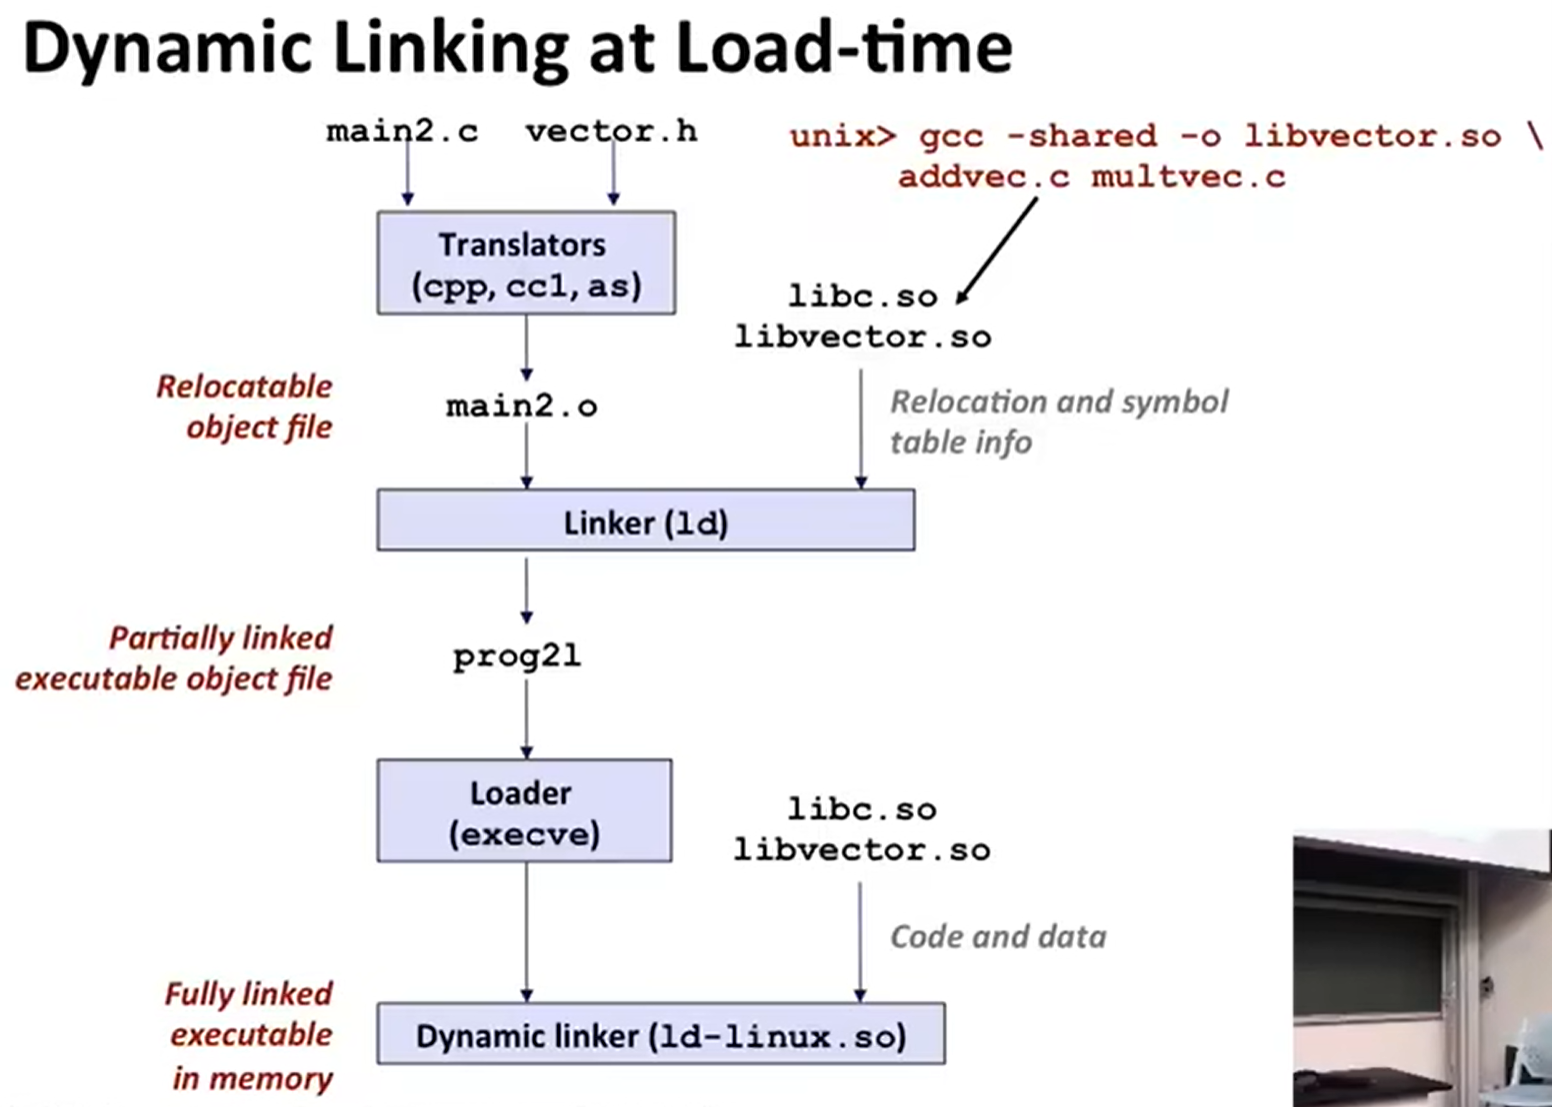 Dynamic Linking at Load-time
main2.c vector.h
unix> gcc -shared -o libvector.so \
addvec.c multvec.c
Translators
(cpp, cc1, as)
libc.so
libvector.so
Relocatable
object file
main2.o
Relocation and symbol
table info
Linker (ld)
Partially linked
executable object file
prog2l
Loader
(execve)
libc.so
libvector.so
Code and data
Fully linked
executable
in memory
Dynamic linker (ld-linux.so)